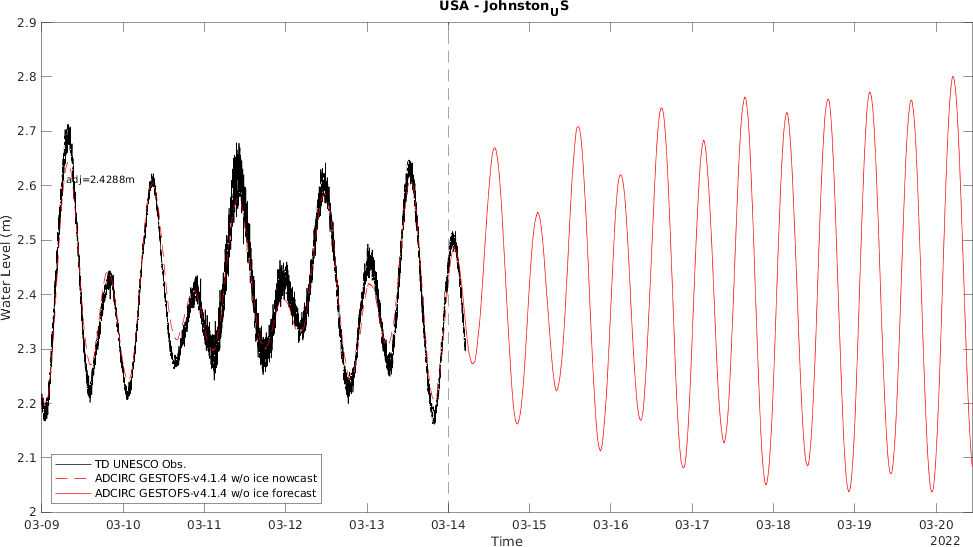 USA - Johnston_US
2.9
2.8
2.7
2.6
2.5
2.4
2.3
2.2
2.1
2
Water Level (m)
adj=2.4288m
TD UNESCO Obs.
ADCIRC GESTOFS-v4.1.4 w/o ice nowcast
ADCIRC GESTOFS-v4.1.4 w/o ice forecast
03-09 03-10 03-11 03-12 03-13 03-14 03-15 03-16 03-17 03-18 03-19 03-20
Time
2022